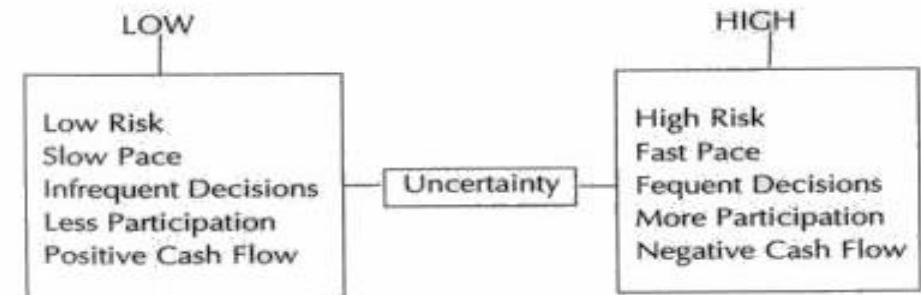 LOW
Low Risk
Slow Pace
Infrequent Decisions
Less Participation
Positive Cash Flow
Uncertainty
HIGH
High Risk
Fast Pace
Fequent Decisions
More Participation
Negative Cash Flow